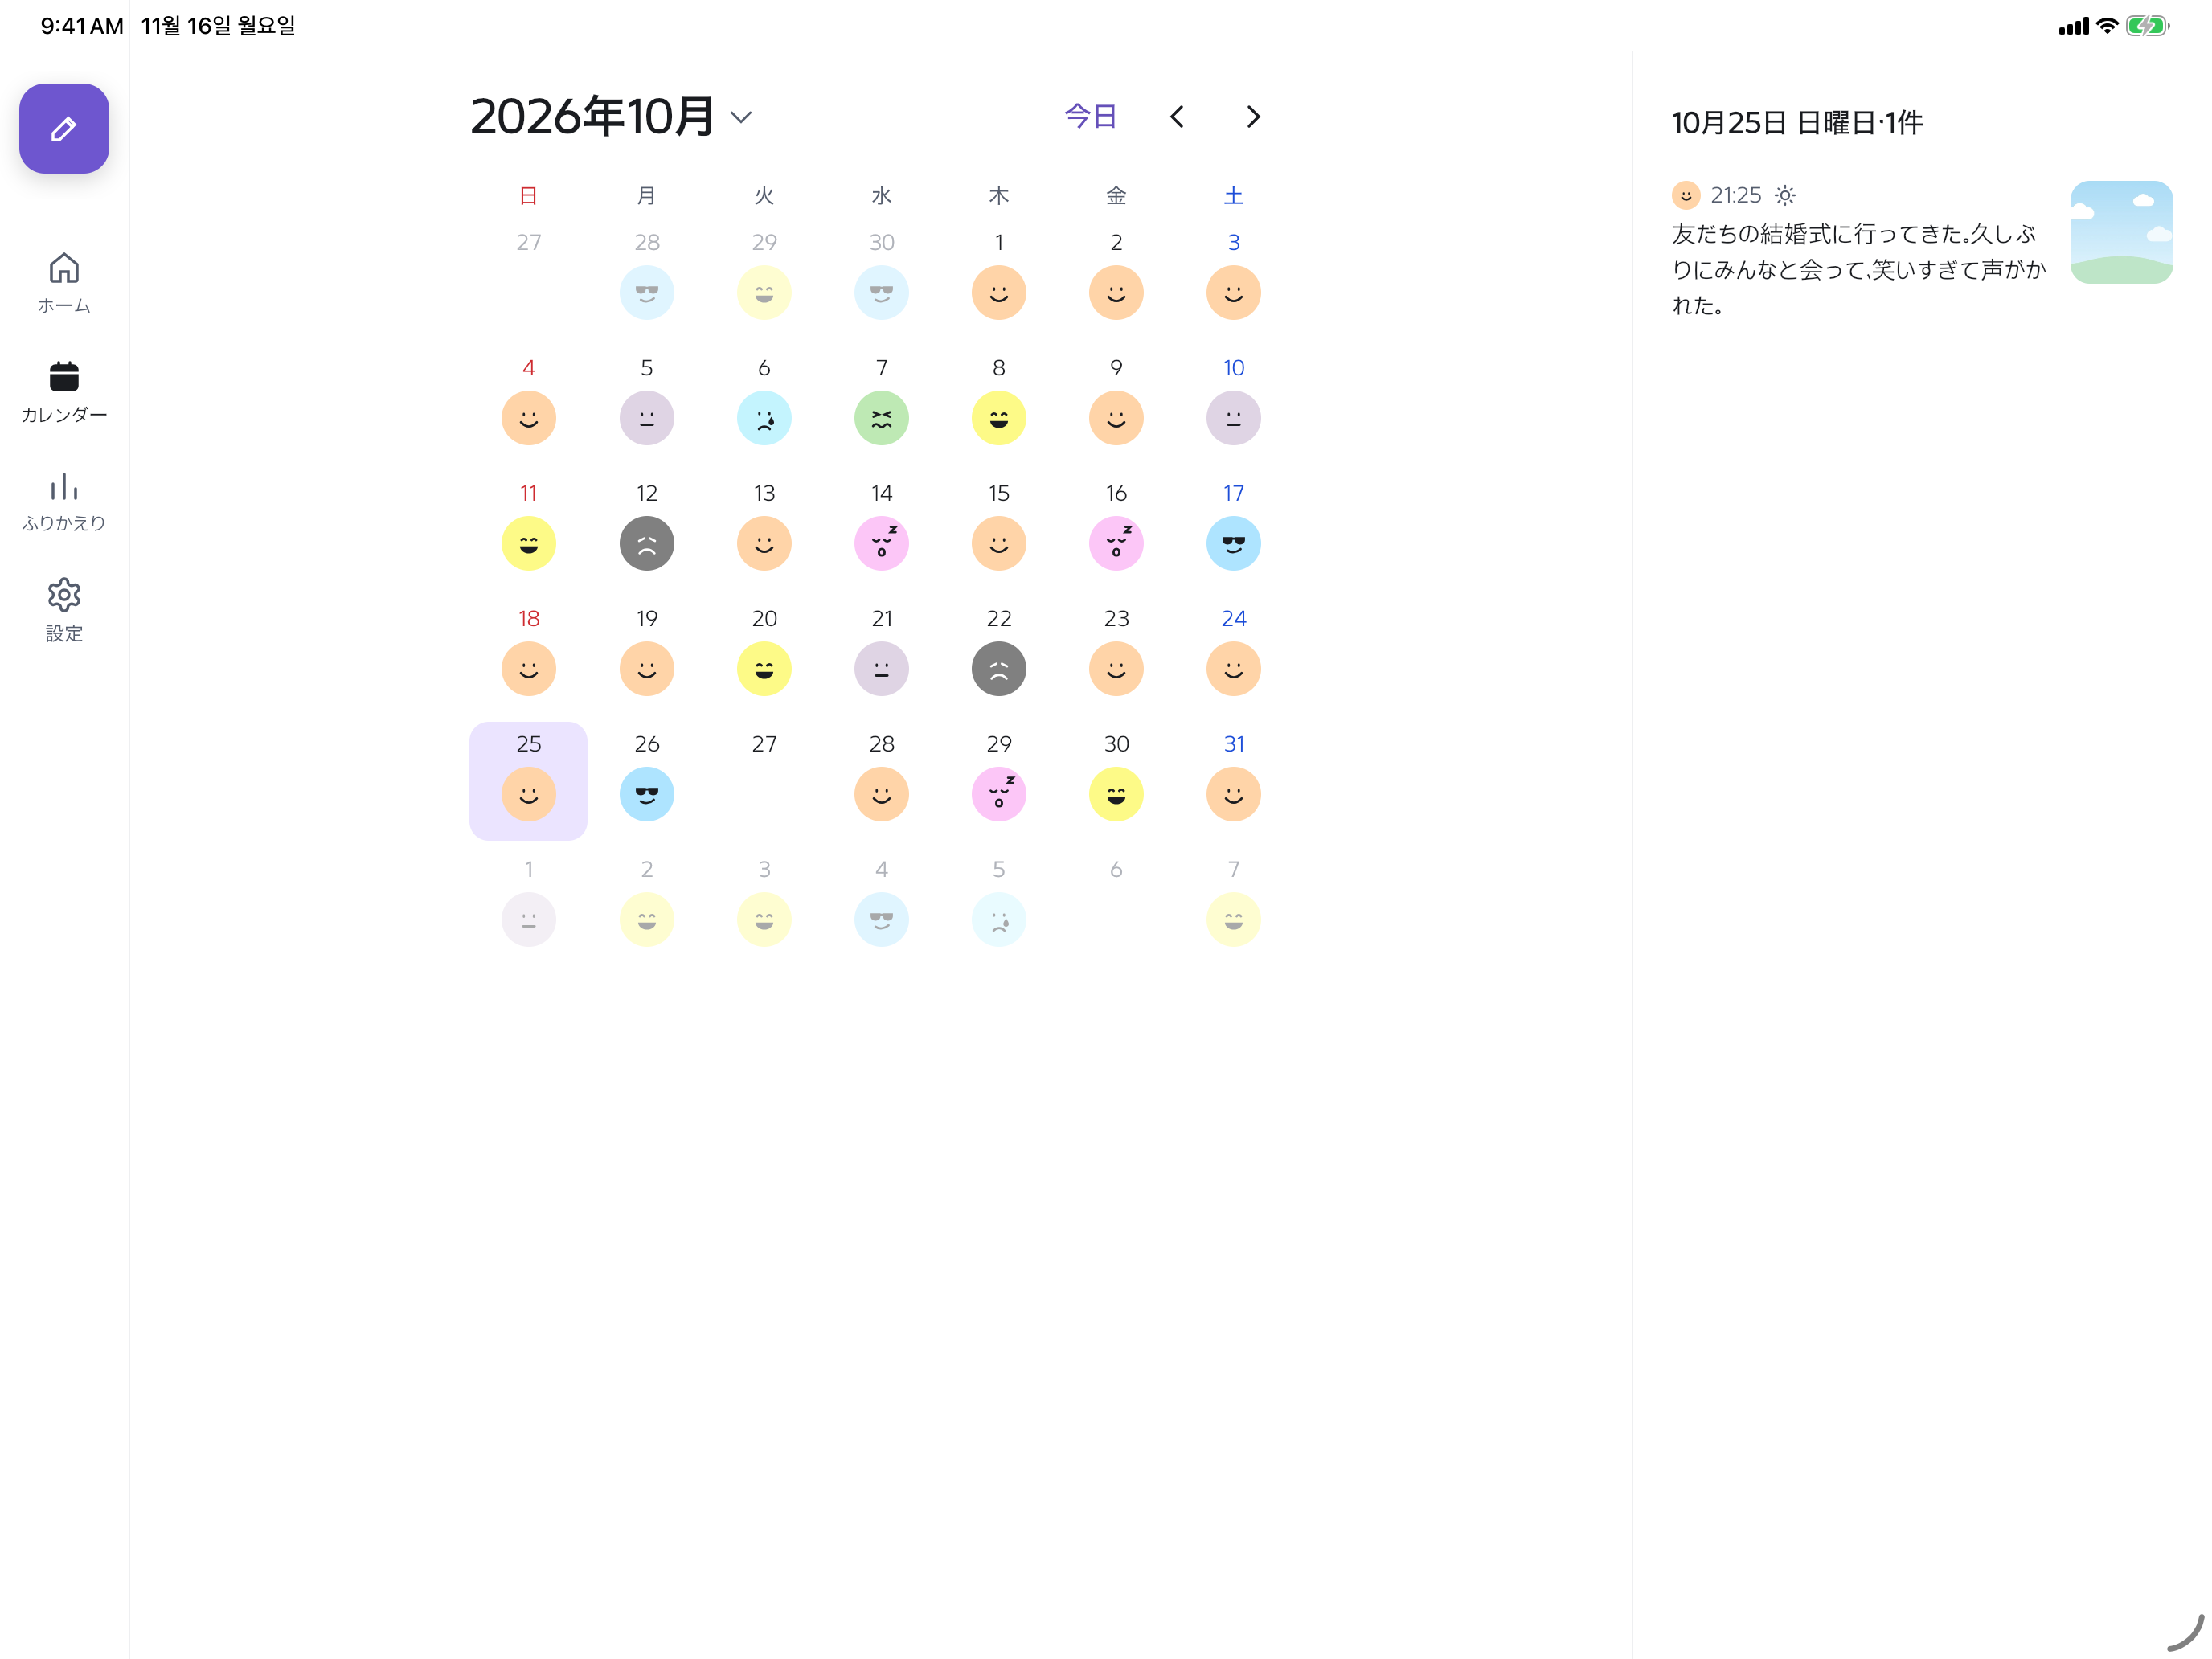 9:41 AM 11월 16일 월요일
ホーム
カレンダー
ふりかえり
設定
2026年10月
今日
日 月 火 水 木 金 土
27 28 29 30 1 2 3
4 5 6 7 8 9 10
11 12 13 14 15 16 17
18 19 20 21 22 23 24
25 26 27 28 29 30 31
1 2 3 4 5 6 7
10月25日 日曜日·1件
21:25
友だちの結婚式に行ってきた。久しぶ
りにみんなと会って、笑いすぎて声がか
れた。